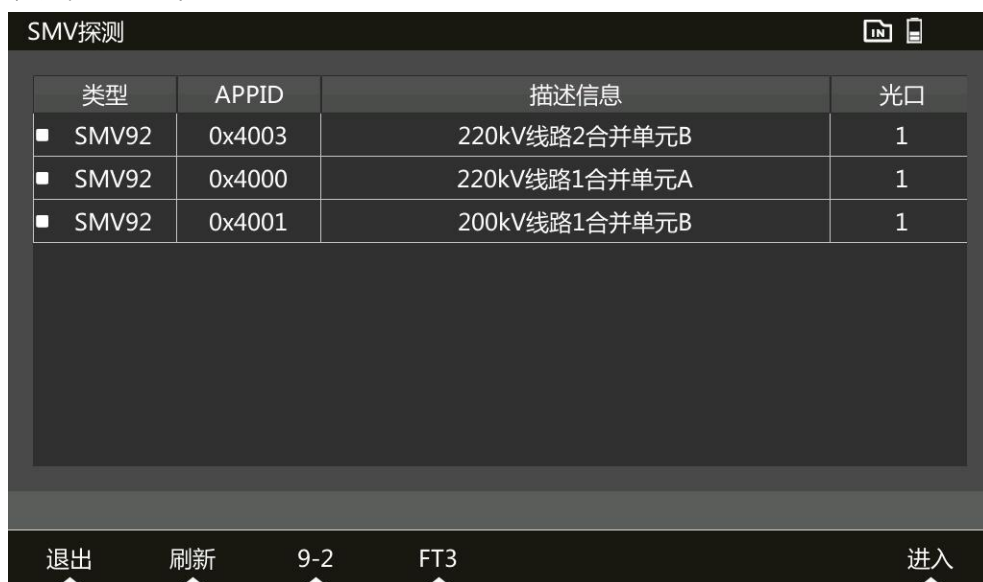 SMV探测 IN
类型 APPID 描述信息 光口
SMV92 0x4003 220kV线路2合并单元B 1
SMV92 0x4000 220kV线路1合并单元A 1
SMV92 0x4001 200kV线路1合并单元B 1
退出 刷新 9-2 FT3 进入